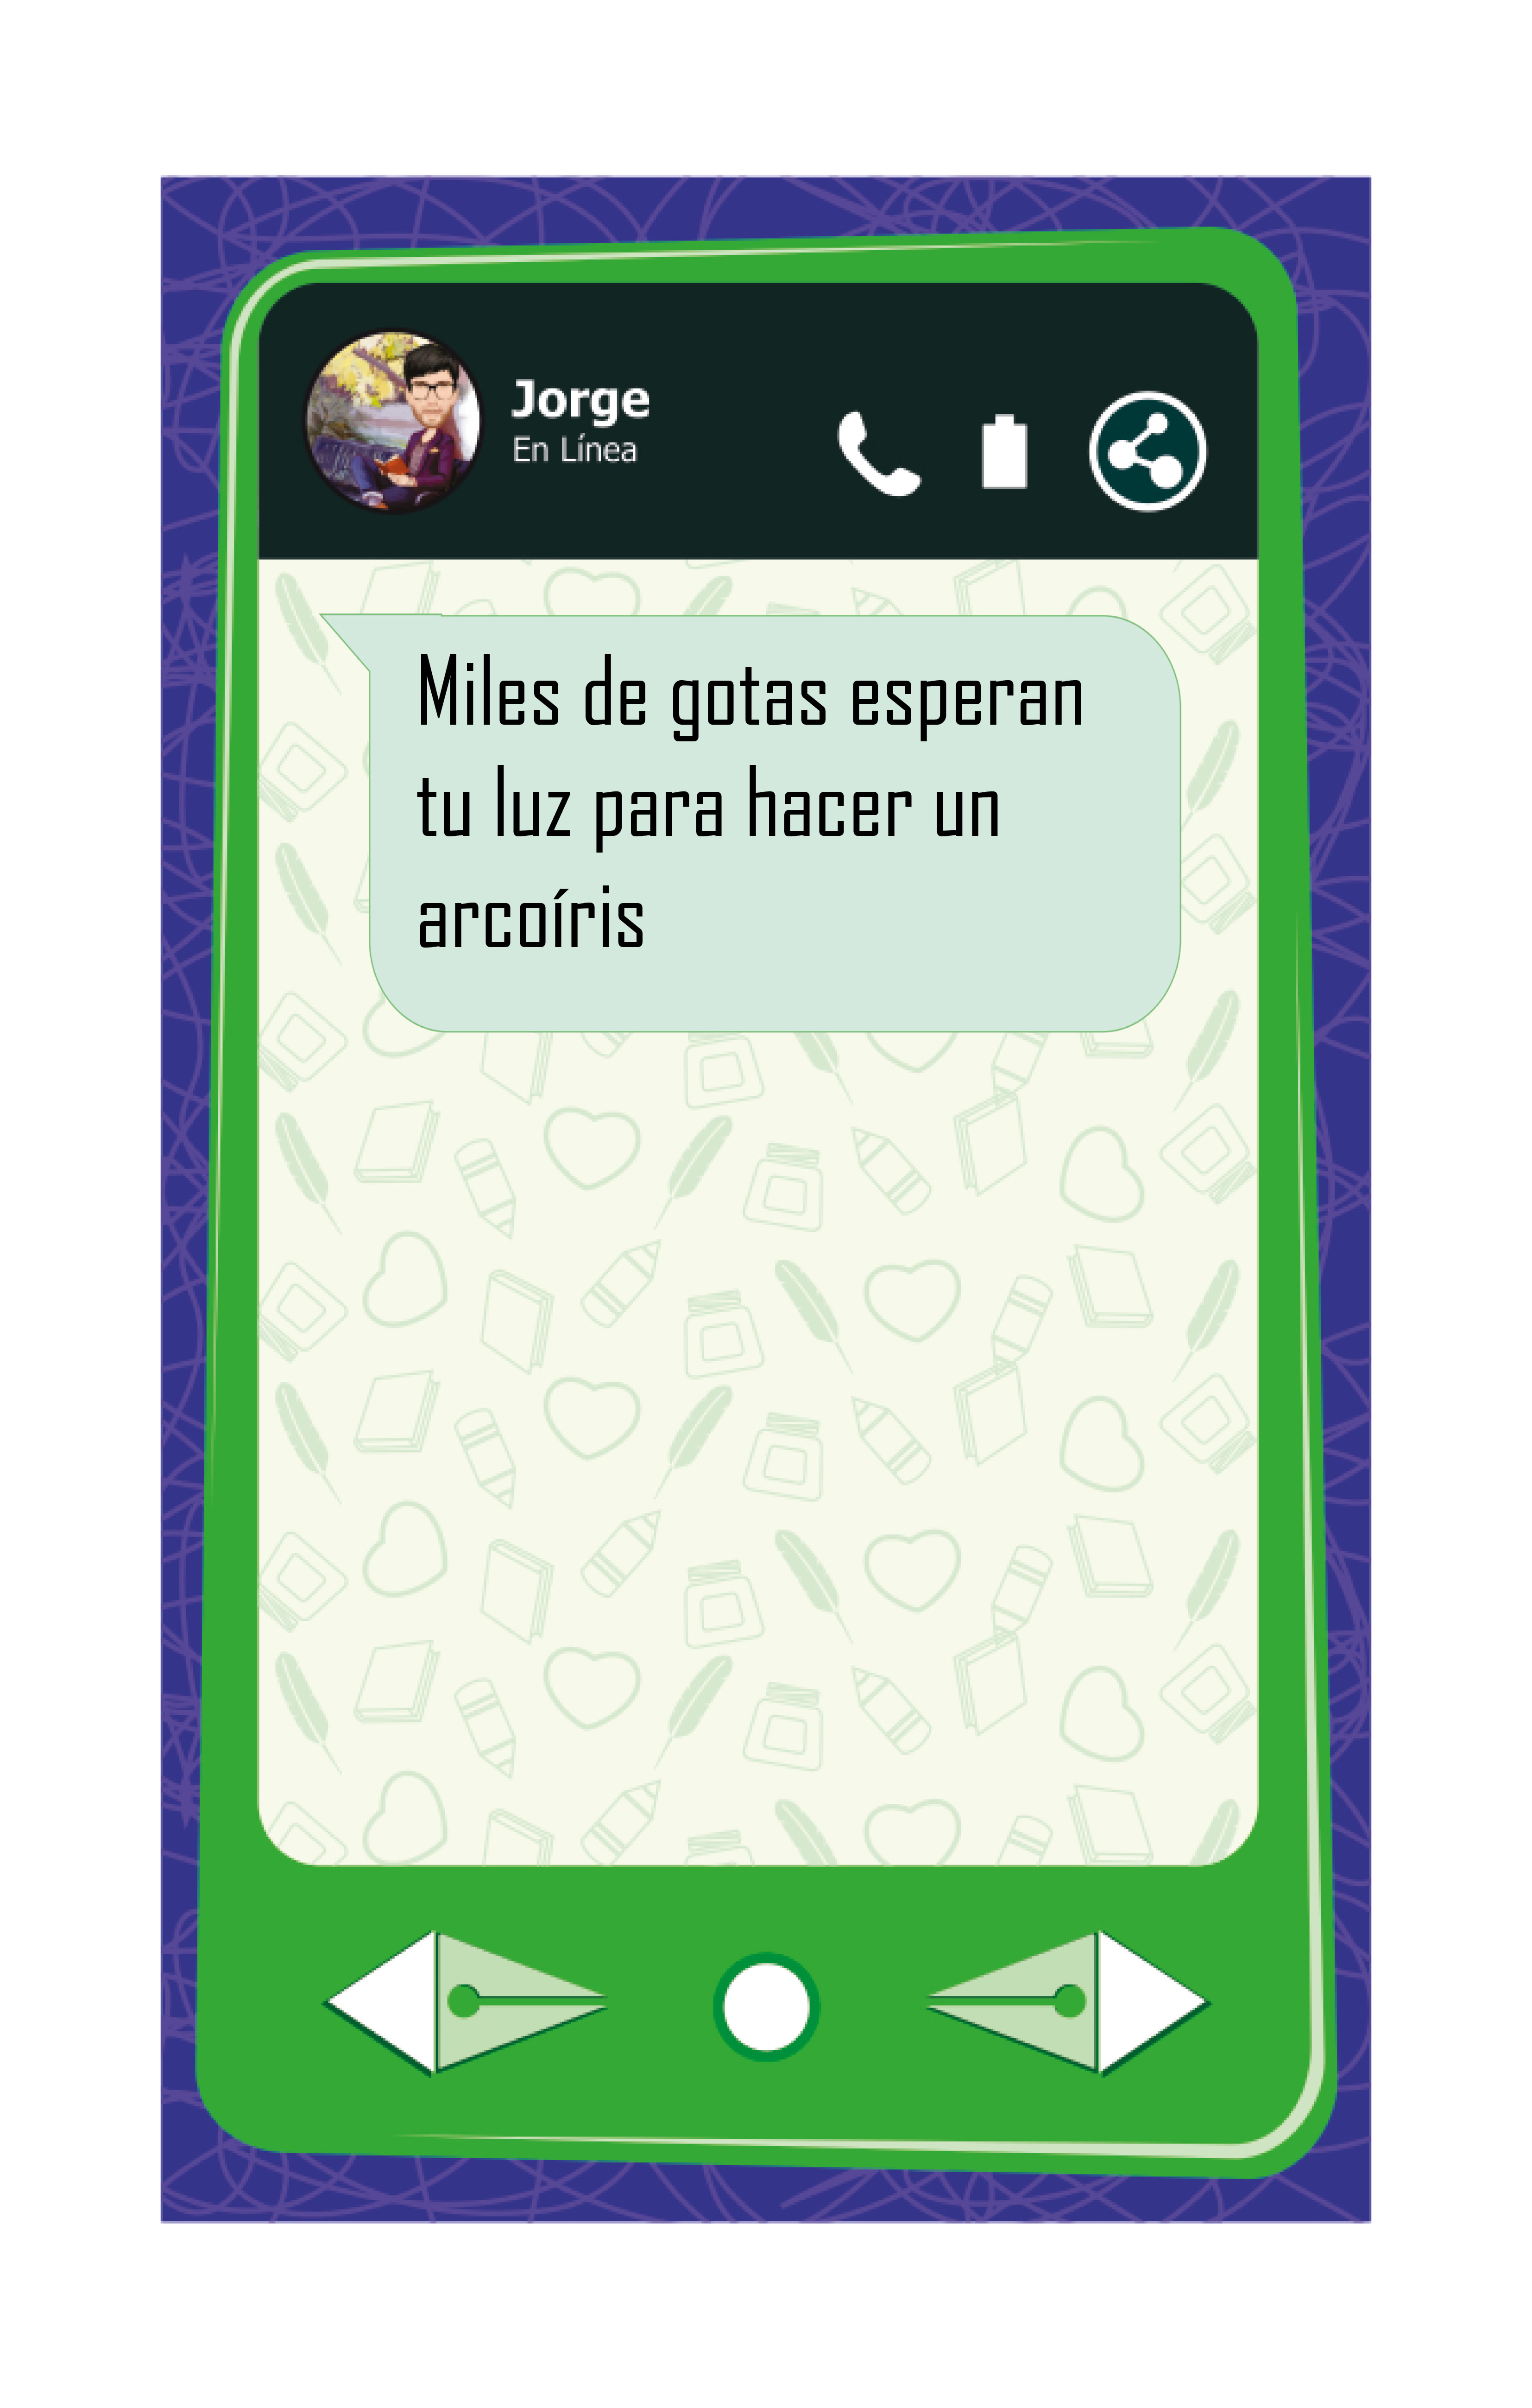 Jorge
En Línea
Miles de gotas esperan
tu luz para hacer un
arcoíris